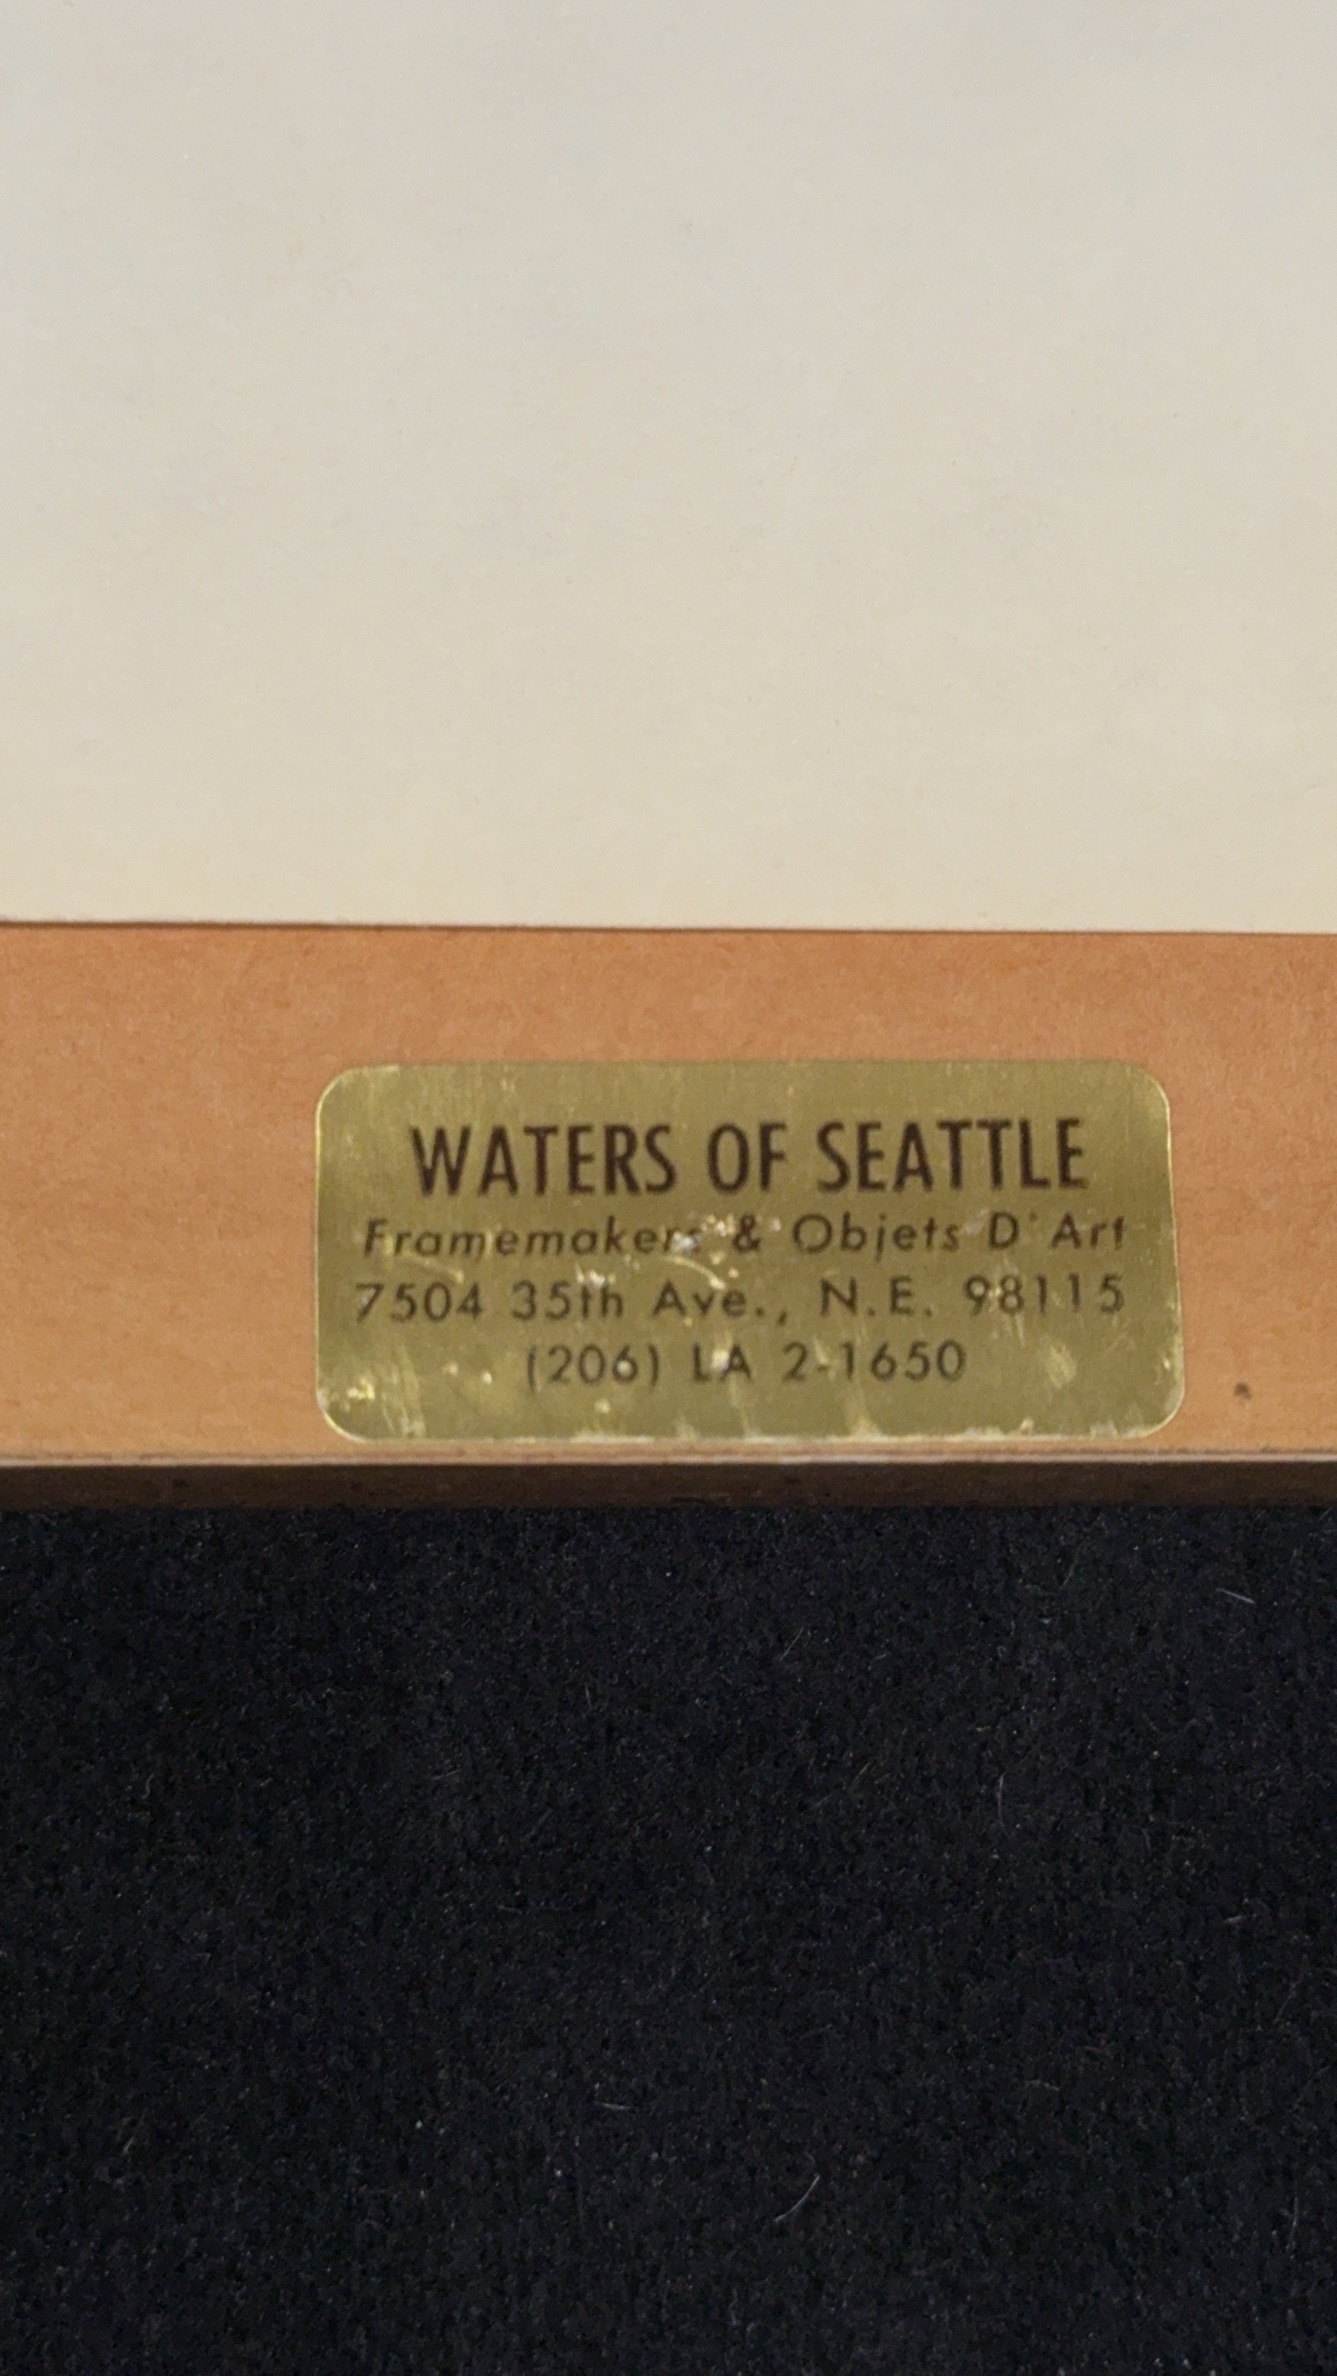 WATERS OF SEATTLE
Framemakers & Objets D'Art
7504 35th Ave., N.E. 98115
(206) LA 2-1650